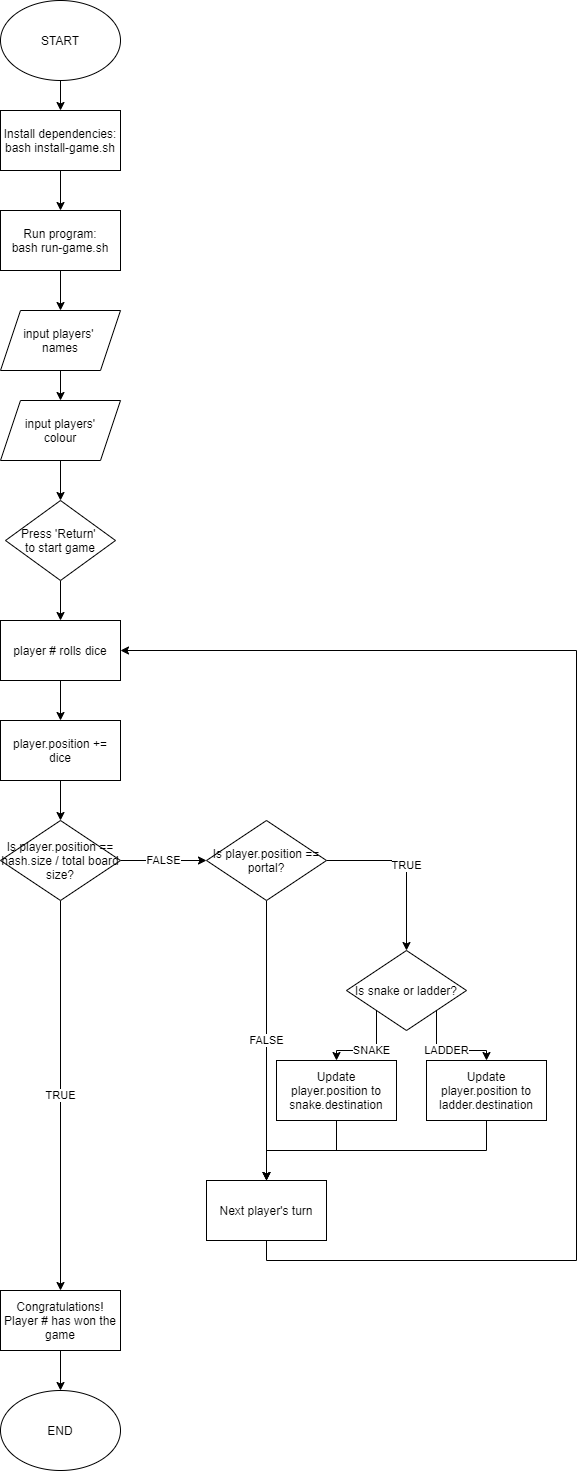 START
Install dependencies:
bash install-game.sh
Run program:
bash run-game.sh
input players'
names
input players'
colour
Press 'Return'
to start game
player # rolls dice
player.position +=
dice
Is player.position ==
hash.size / total board
size?
FALSE
Is player.position ==
portal?
TRUE
Is snake or ladder?
FALSE
SNAKE
LADDER
Update
player.position to
snake.destination
Update
player.position to
ladder.destination
TRUE
Next player's turn
Congratulations!
Player # has won the
game
END